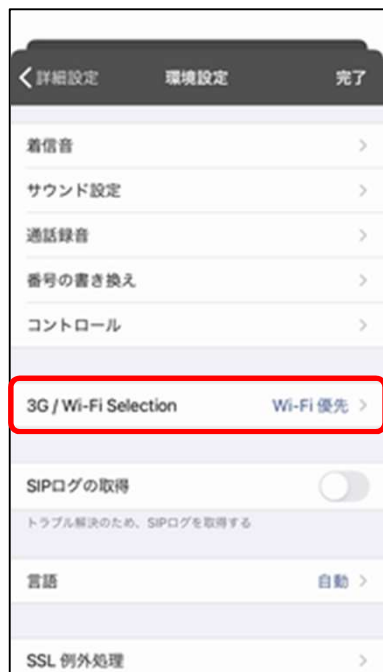 詳細設定 環境設定 完了
着信音
サウンド設定
通話録音
番号の書き換え
コントロール
3G / Wi-Fi Selection Wi-Fi 優先
SIPログの取得
トラブル解決のため、SIPログを取得する
言語 自動
SSL 例外処理